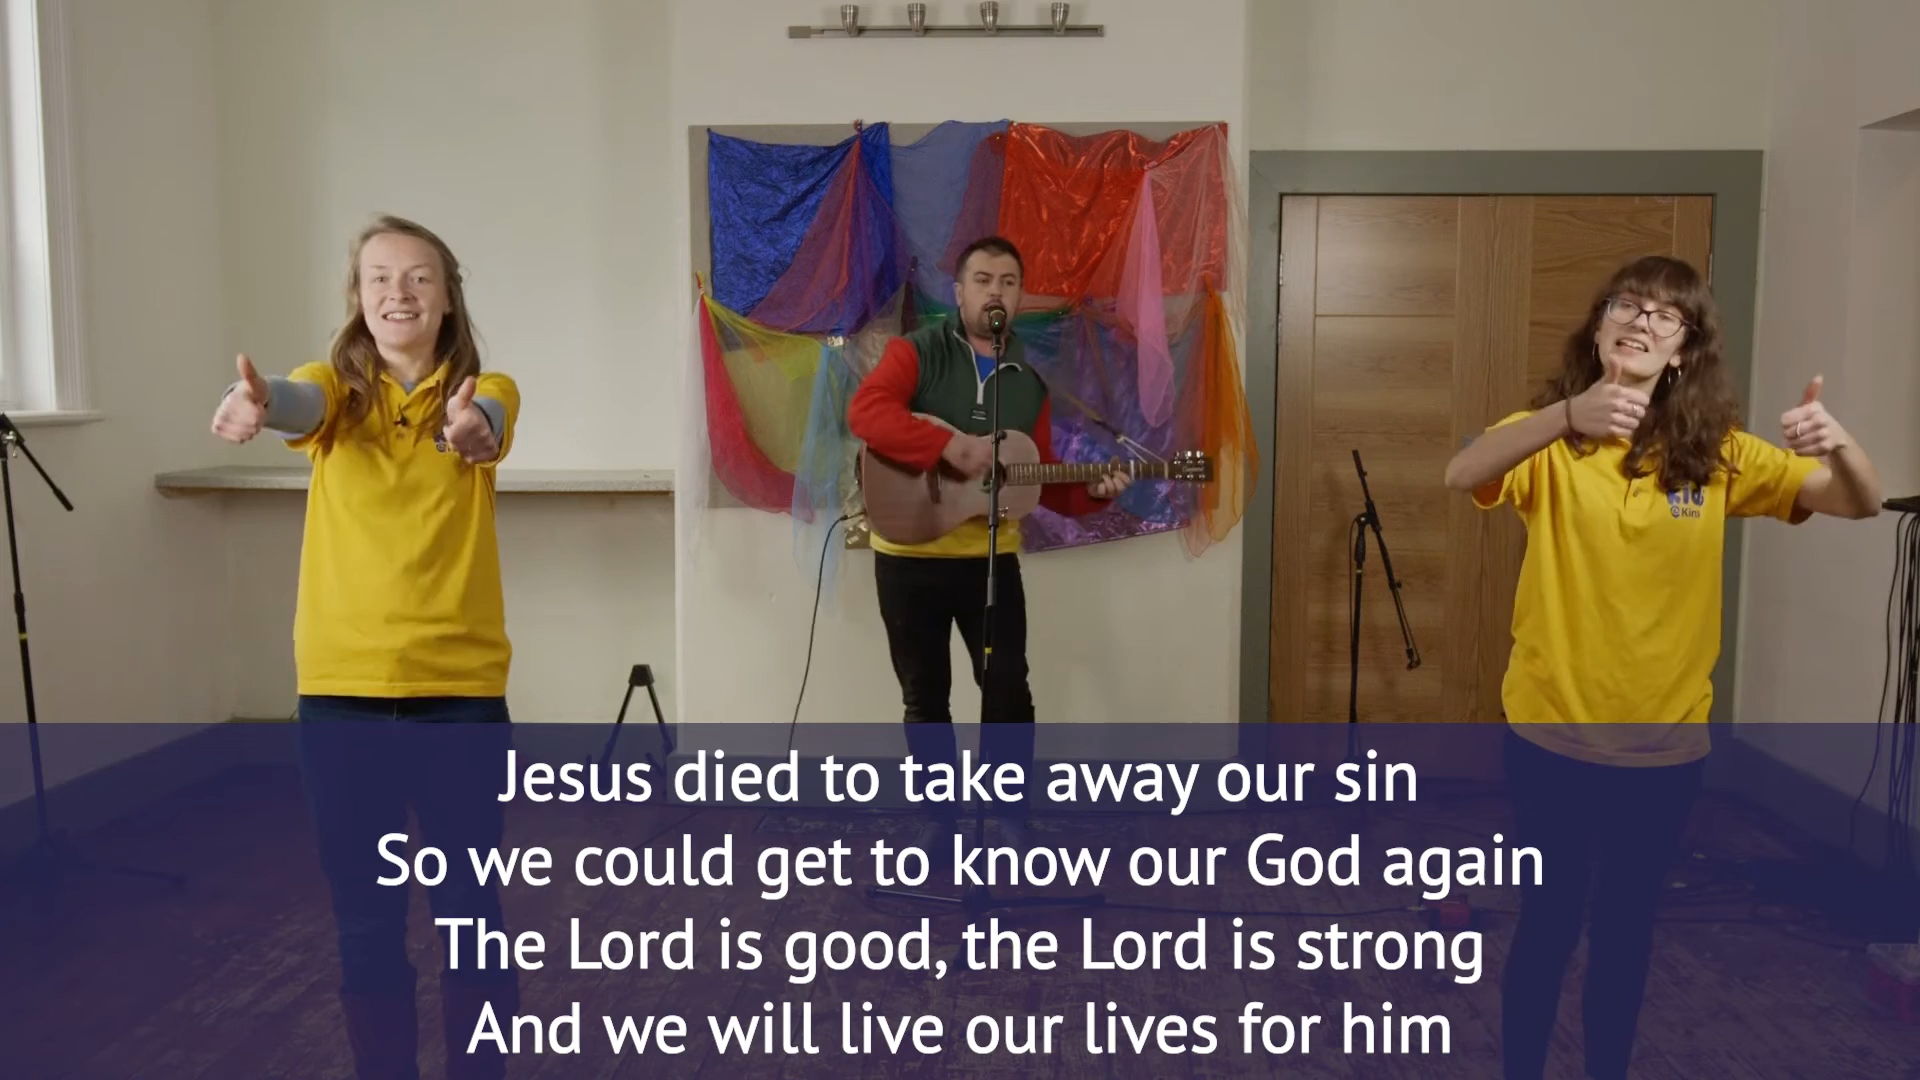 Kim
Jesus died to take away our sin
So we could get to know our God again
The Lord is good, the Lord is strong
And we will live our lives for him